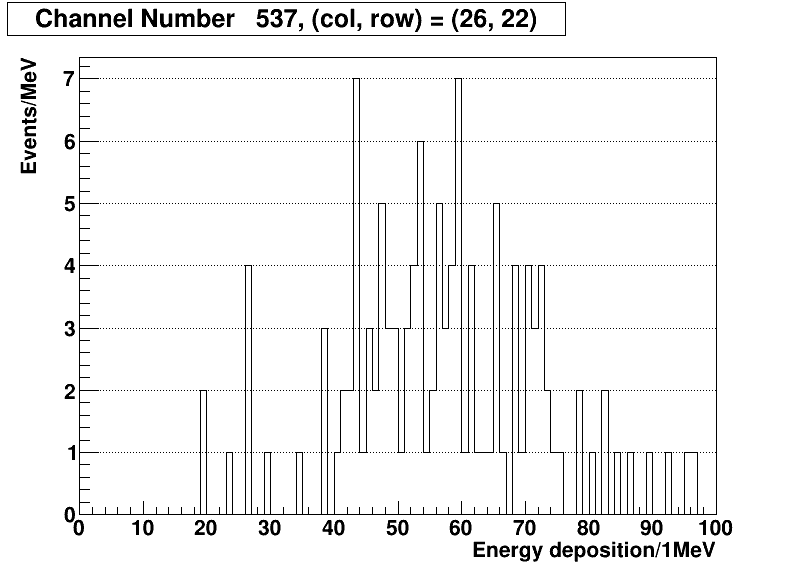 Channel Number   537, (col, row) = (26, 22)
Events/MeV
7
6
5
4
3
2
1
0
0 10 20 30 40 50 60 70 80 90 100
Energy deposition/1MeV